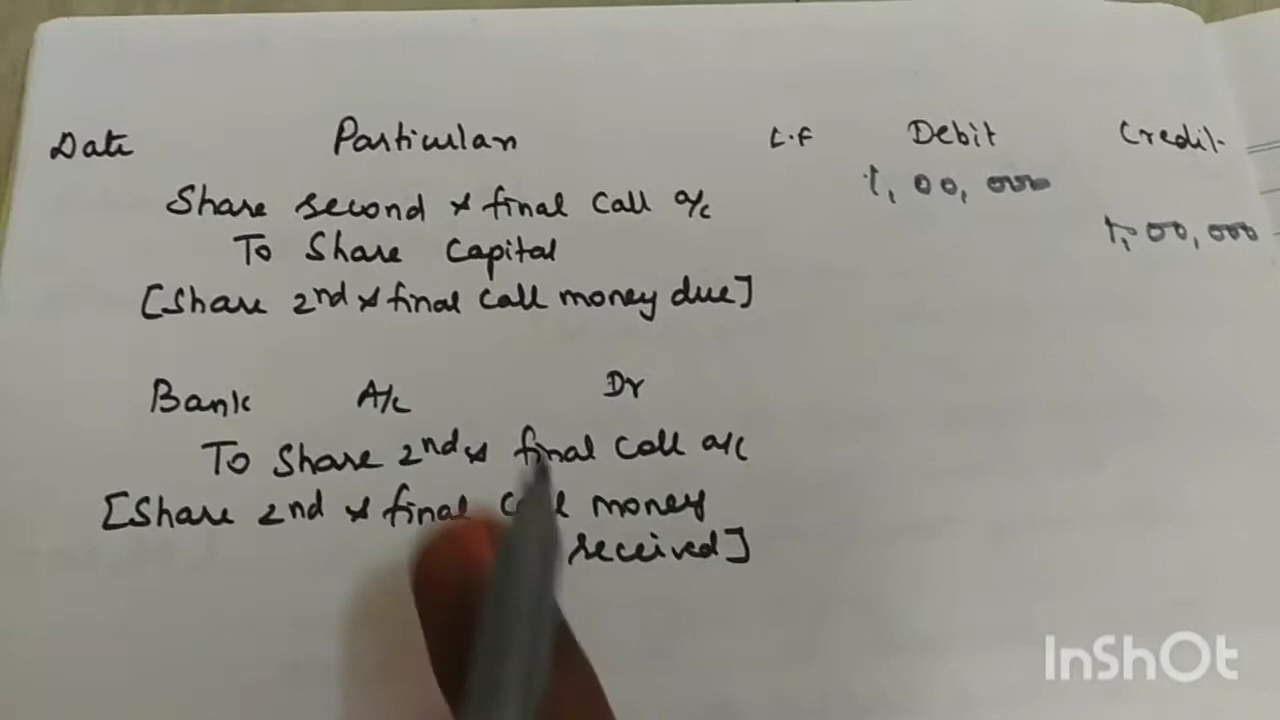 Date Particular L.F Debit Credit
Share second & final call a/c 1,00,000
To Share Capital 1,00,000
[Share 2nd & final call money due]
Bank A/c Dr
To Share 2nd & final call a/c
[Share 2nd & final call money
received]
InShOt